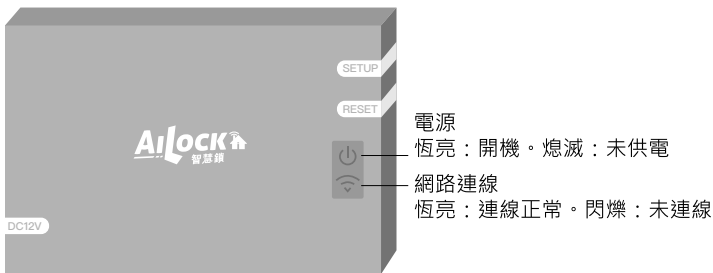 SETUP
RESET
AiLock
智慧鎖
DC12V
電源
恆亮：開機。熄滅：未供電
網路連線
恆亮：連線正常。閃爍：未連線